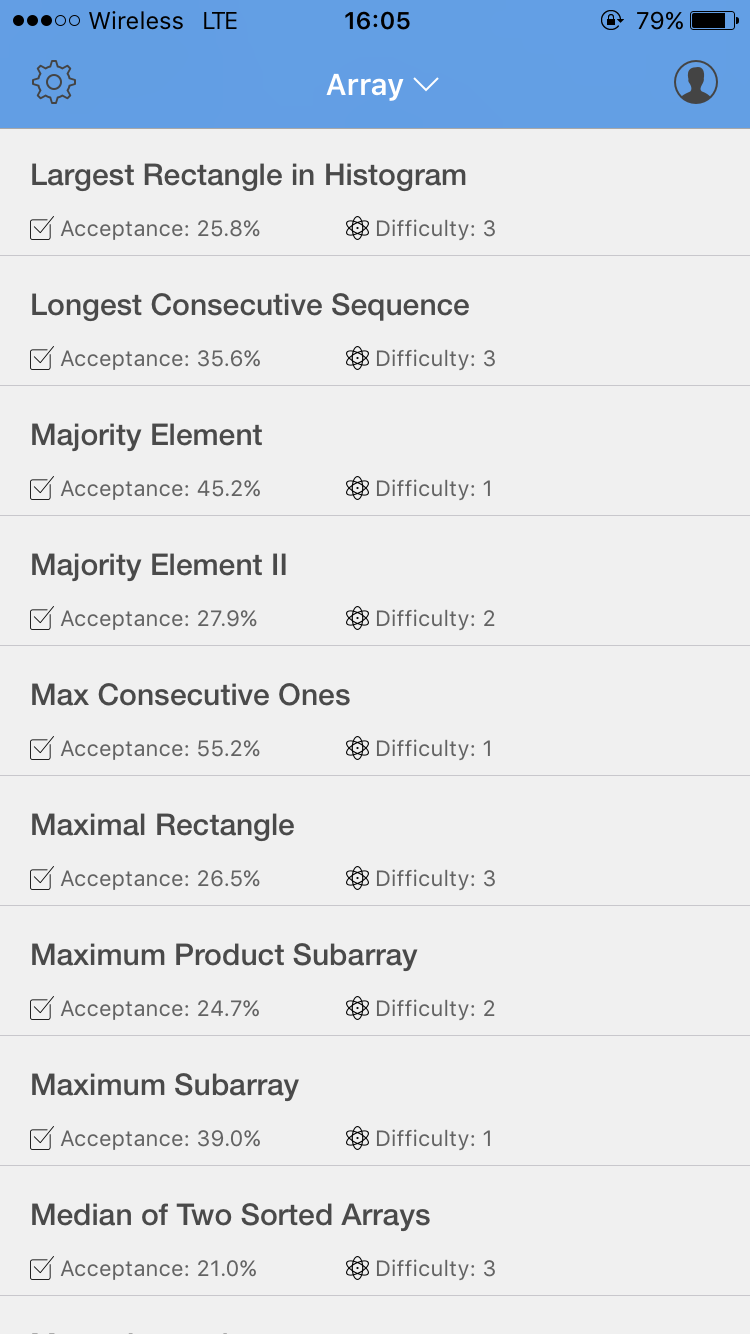 Wireless LTE 16:05 79%
Array
Largest Rectangle in Histogram
Acceptance: 25.8% Difficulty: 3
Longest Consecutive Sequence
Acceptance: 35.6% Difficulty: 3
Majority Element
Acceptance: 45.2% Difficulty: 1
Majority Element II
Acceptance: 27.9% Difficulty: 2
Max Consecutive Ones
Acceptance: 55.2% Difficulty: 1
Maximal Rectangle
Acceptance: 26.5% Difficulty: 3
Maximum Product Subarray
Acceptance: 24.7% Difficulty: 2
Maximum Subarray
Acceptance: 39.0% Difficulty: 1
Median of Two Sorted Arrays
Acceptance: 21.0% Difficulty: 3